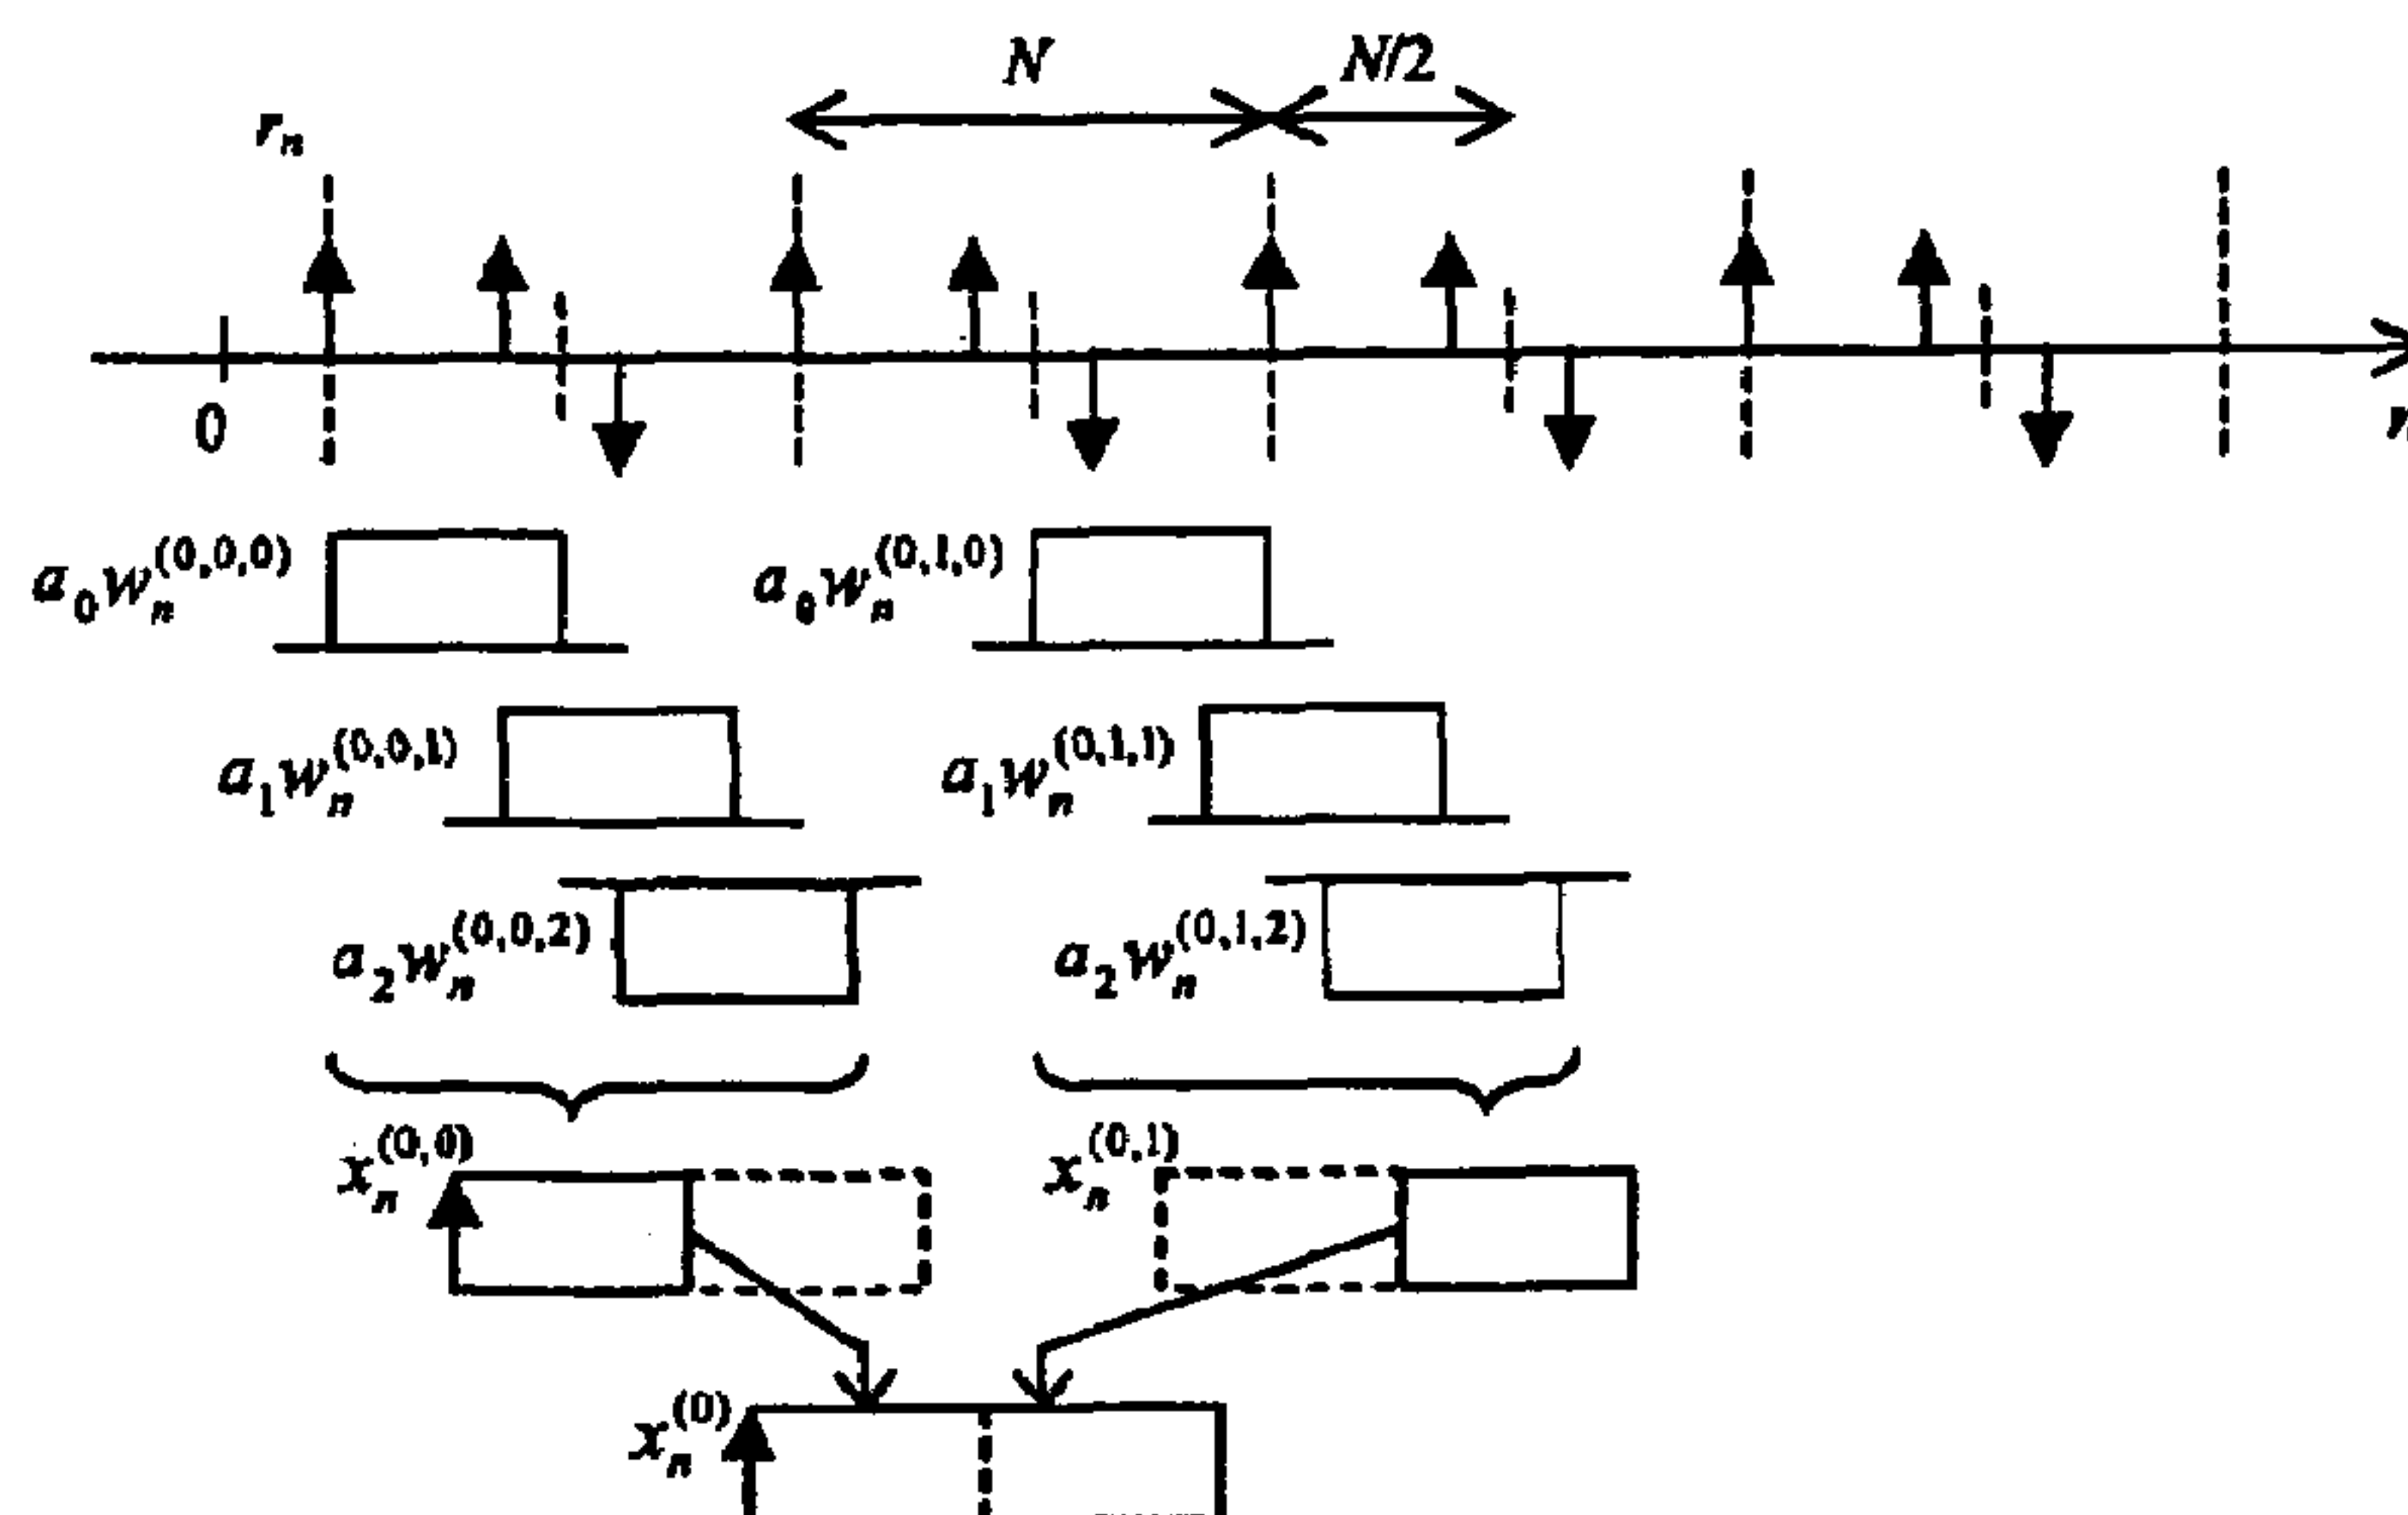 N N/2
r_n
0
a_0 w_n^(0,0,0) a_0 w_n^(0,1,0)
a_1 w_n^(0,0,1) a_1 w_n^(0,1,1)
a_2 w_n^(0,0,2) a_2 w_n^(0,1,2)
x_n^(0,0) x_n^(0,1)
x_n^(0)